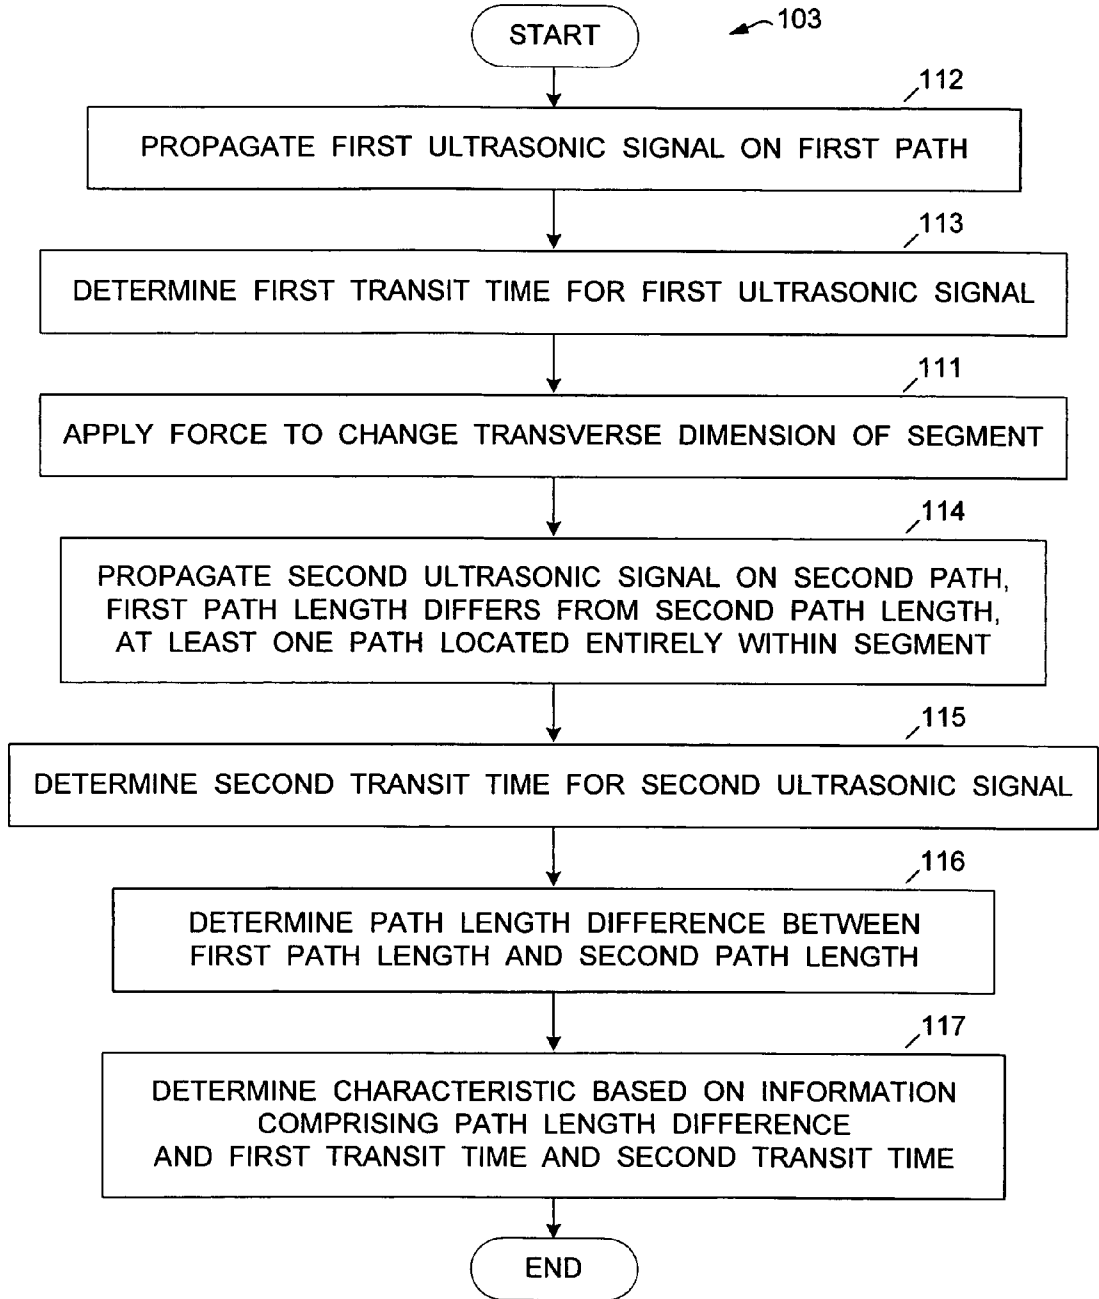 START
103
112
PROPAGATE FIRST ULTRASONIC SIGNAL ON FIRST PATH
113
DETERMINE FIRST TRANSIT TIME FOR FIRST ULTRASONIC SIGNAL
111
APPLY FORCE TO CHANGE TRANSVERSE DIMENSION OF SEGMENT
114
PROPAGATE SECOND ULTRASONIC SIGNAL ON SECOND PATH,
FIRST PATH LENGTH DIFFERS FROM SECOND PATH LENGTH,
AT LEAST ONE PATH LOCATED ENTIRELY WITHIN SEGMENT
115
DETERMINE SECOND TRANSIT TIME FOR SECOND ULTRASONIC SIGNAL
116
DETERMINE PATH LENGTH DIFFERENCE BETWEEN
FIRST PATH LENGTH AND SECOND PATH LENGTH
117
DETERMINE CHARACTERISTIC BASED ON INFORMATION
COMPRISING PATH LENGTH DIFFERENCE
AND FIRST TRANSIT TIME AND SECOND TRANSIT TIME
END